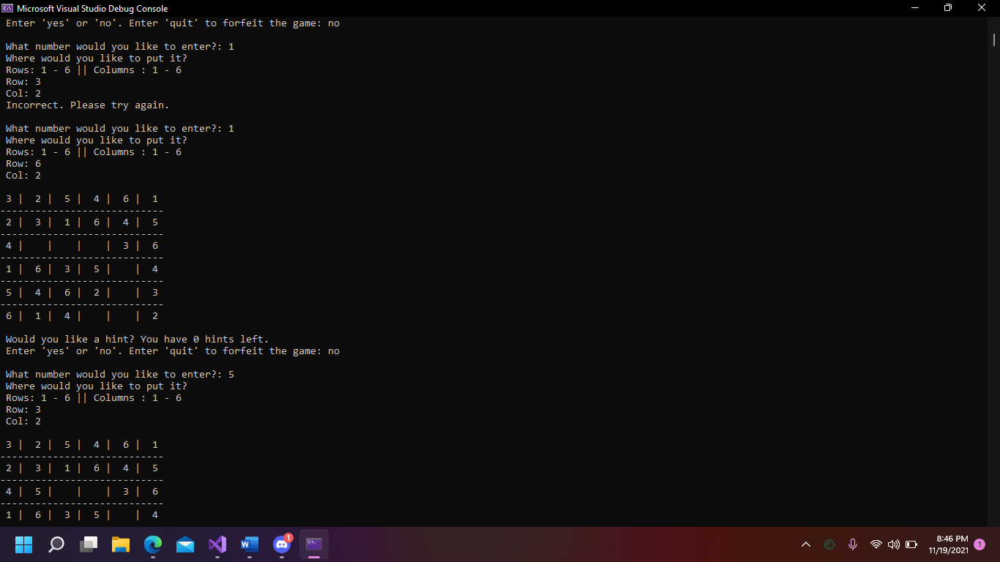 Microsoft Visual Studio Debug Console
Enter 'yes' or 'no'. Enter 'quit' to forfeit the game: no
What number would you like to enter?: 1
Where would you like to put it?
Rows: 1 - 6 || Columns : 1 - 6
Row: 3
Col: 2
Incorrect. Please try again.
What number would you like to enter?: 1
Where would you like to put it?
Rows: 1 - 6 || Columns : 1 - 6
Row: 6
Col: 2
3 | 2 | 5 | 4 | 6 | 1
----------------------------
2 | 3 | 1 | 6 | 4 | 5
----------------------------
4 | | | | 3 | 6
----------------------------
1 | 6 | 3 | 5 | | 4
----------------------------
5 | 4 | 6 | 2 | | 3
----------------------------
6 | 1 | 4 | | | 2
Would you like a hint? You have 0 hints left.
Enter 'yes' or 'no'. Enter 'quit' to forfeit the game: no
What number would you like to enter?: 5
Where would you like to put it?
Rows: 1 - 6 || Columns : 1 - 6
Row: 3
Col: 2
3 | 2 | 5 | 4 | 6 | 1
----------------------------
2 | 3 | 1 | 6 | 4 | 5
----------------------------
4 | 5 | | | 3 | 6
----------------------------
1 | 6 | 3 | 5 | | 4
W
1
8:46 PM
11/19/2021
1